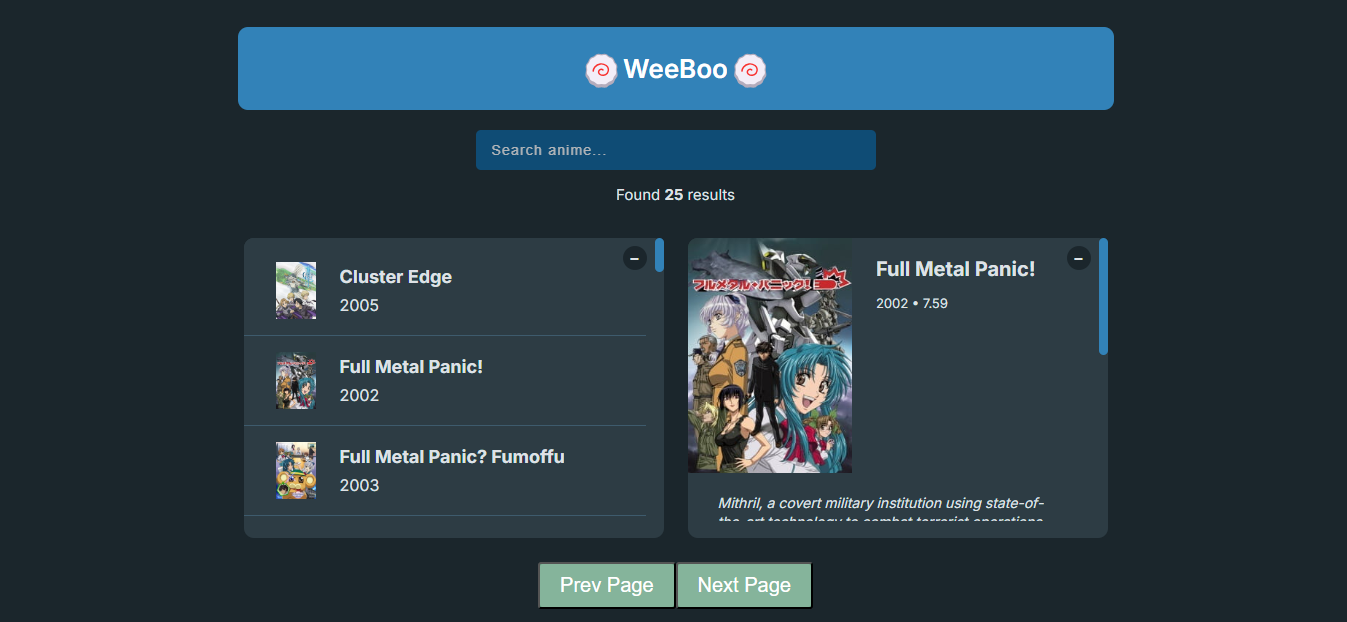 WeeBoo
Search anime...
Found 25 results
Cluster Edge
2005
Full Metal Panic!
2002
Full Metal Panic? Fumoffu
2003
フルメタル・パニック!
Full Metal Panic!
2002 • 7.59
Mithril, a covert military institution using state-of-
the-art technology to combat terrorist operations
Prev Page
Next Page